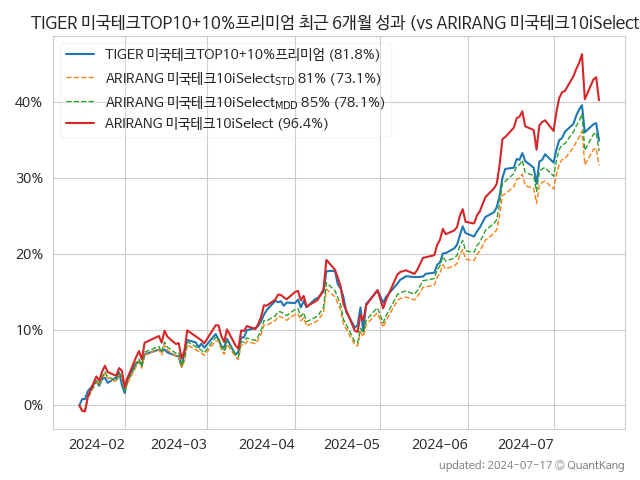 TIGER 미국테크TOP10+10%프리미엄 최근 6개월 성과 (vs ARIRANG 미국테크10iSelect
TIGER 미국테크TOP10+10%프리미엄 (81.8%)
ARIRANG 미국테크10iSelectSTD 81% (73.1%)
ARIRANG 미국테크10iSelectMDD 85% (78.1%)
ARIRANG 미국테크10iSelect (96.4%)
40%
30%
20%
10%
0%
2024-02 2024-03 2024-04 2024-05 2024-06 2024-07
updated: 2024-07-17 © QuantKang